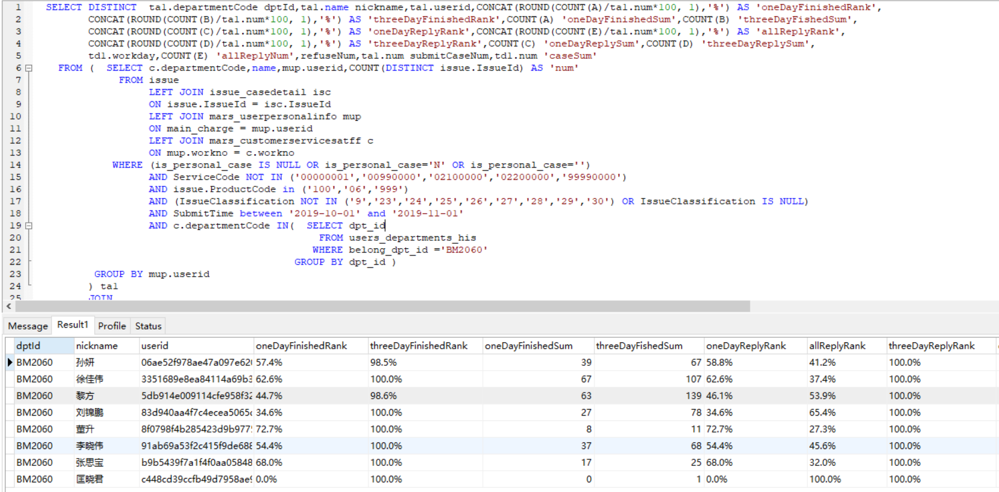 1 SELECT DISTINCT ta1.departmentCode dptId,ta1.name nickname,ta1.userid,CONCAT(ROUND(COUNT(A)/ta1.num*100, 1),'%') AS 'oneDayFinishedRank',
2 CONCAT(ROUND(COUNT(B)/ta1.num*100, 1),'%') AS 'threeDayFinishedRank',COUNT(A) 'oneDayFinishedSum',COUNT(B) 'threeDayFishedSum',
3 CONCAT(ROUND(COUNT(C)/ta1.num*100, 1),'%') AS 'oneDayReplyRank',CONCAT(ROUND(COUNT(E)/ta1.num*100, 1),'%') AS 'allReplyRank',
4 CONCAT(ROUND(COUNT(D)/ta1.num*100, 1),'%') AS 'threeDayReplyRank',COUNT(C) 'oneDayReplySum',COUNT(D) 'threeDayReplySum',
5 td1.workday,COUNT(E) 'allReplyNum',refuseNum,ta1.num submitCaseNum,td1.num 'caseSum'
6 FROM ( SELECT c.departmentCode,name,mup.userid,COUNT(DISTINCT issue.IssueId) AS 'num'
7 FROM issue
8 LEFT JOIN issue_casedetail isc
9 ON issue.IssueId = isc.IssueId
10 LEFT JOIN mars_userpersonalinfo mup
11 ON main_charge = mup.userid
12 LEFT JOIN mars_customerservicesatff c
13 ON mup.workno = c.workno
14 WHERE (is_personal_case IS NULL OR is_personal_case='N' OR is_personal_case='')
15 AND ServiceCode NOT IN ('00000001','00990000','02100000','02200000','99990000')
16 AND issue.ProductCode in ('100','06','999')
17 AND (IssueClassification NOT IN ('9','23','24','25','26','27','28','29','30') OR IssueClassification IS NULL)
18 AND SubmitTime between '2019-10-01' and '2019-11-01'
19 AND c.departmentCode IN( SELECT dpt_id
20 FROM users_departments_his
21 WHERE belong_dpt_id ='BM2060'
22 GROUP BY dpt_id )
23 GROUP BY mup.userid
24 ) ta1
25 JOIN
Message Result1 Profile Status
dptId nickname userid oneDayFinishedRank threeDayFinishedRank oneDayFinishedSum threeDayFishedSum oneDayReplyRank allReplyRank threeDayReplyRank
BM2060 孙妍 06ae52f978ae47a097e62 57.4% 98.5% 39 67 58.8% 41.2% 100.0%
BM2060 徐佳伟 3351689e8ea84114a69b3 62.6% 100.0% 67 107 62.6% 37.4% 100.0%
BM2060 黎方 5db914e009114cfe958f32 44.7% 98.6% 63 139 46.1% 53.9% 100.0%
BM2060 刘锦鹏 83d940aa4f7c4ecea5065 34.6% 100.0% 27 78 34.6% 65.4% 100.0%
BM2060 董升 8f0798f4b285423d9b977 72.7% 100.0% 8 11 72.7% 27.3% 100.0%
BM2060 李晓伟 91ab69a53f2c415f9de68 54.4% 100.0% 37 68 54.4% 45.6% 100.0%
BM2060 张思宝 b9b5439f7a1f4f0aa05848 68.0% 100.0% 17 25 68.0% 32.0% 100.0%
BM2060 匡晓君 c448cd39ccfb49d7958ae 0.0% 100.0% 0 1 0.0% 100.0% 100.0%